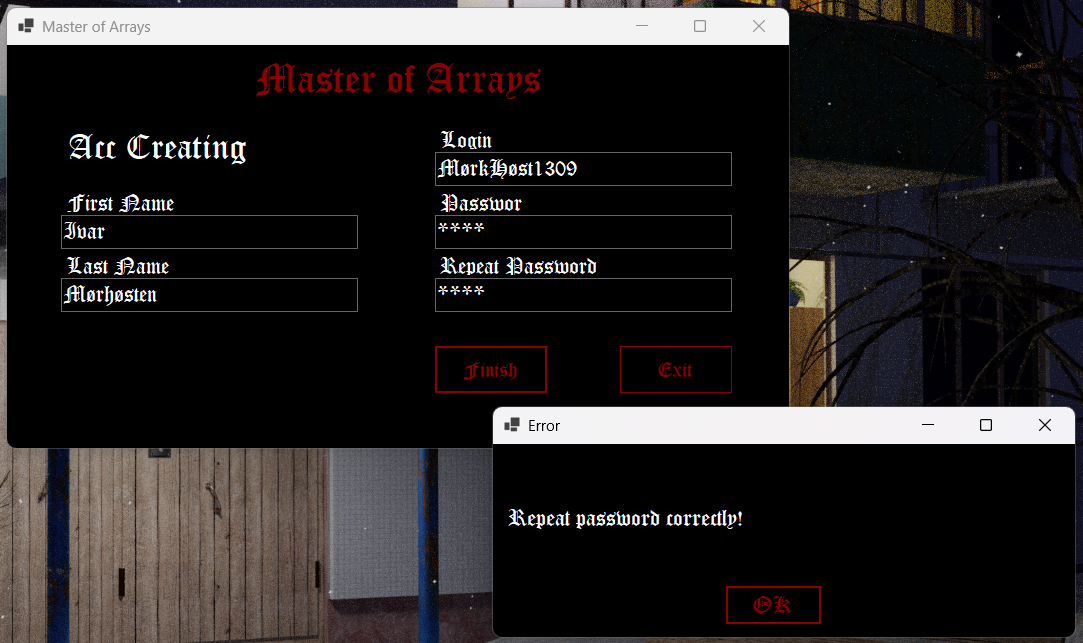 Master of Arrays
Master of Arrays
Acc Creating
First Name
Ivar
Last Name
Mørhøsten
Login
MørkHøst1309
Passwor
****
Repeat Password
****
Finish
Exit
Error
Repeat password correctly!
OK